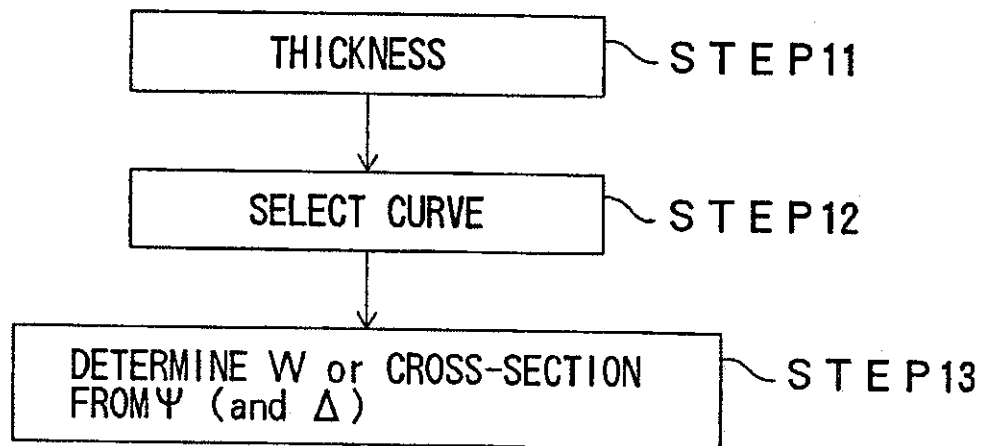 THICKNESS
STEP11
SELECT CURVE
STEP12
DETERMINE W or CROSS-SECTION
FROM Ψ (and Δ)
STEP13